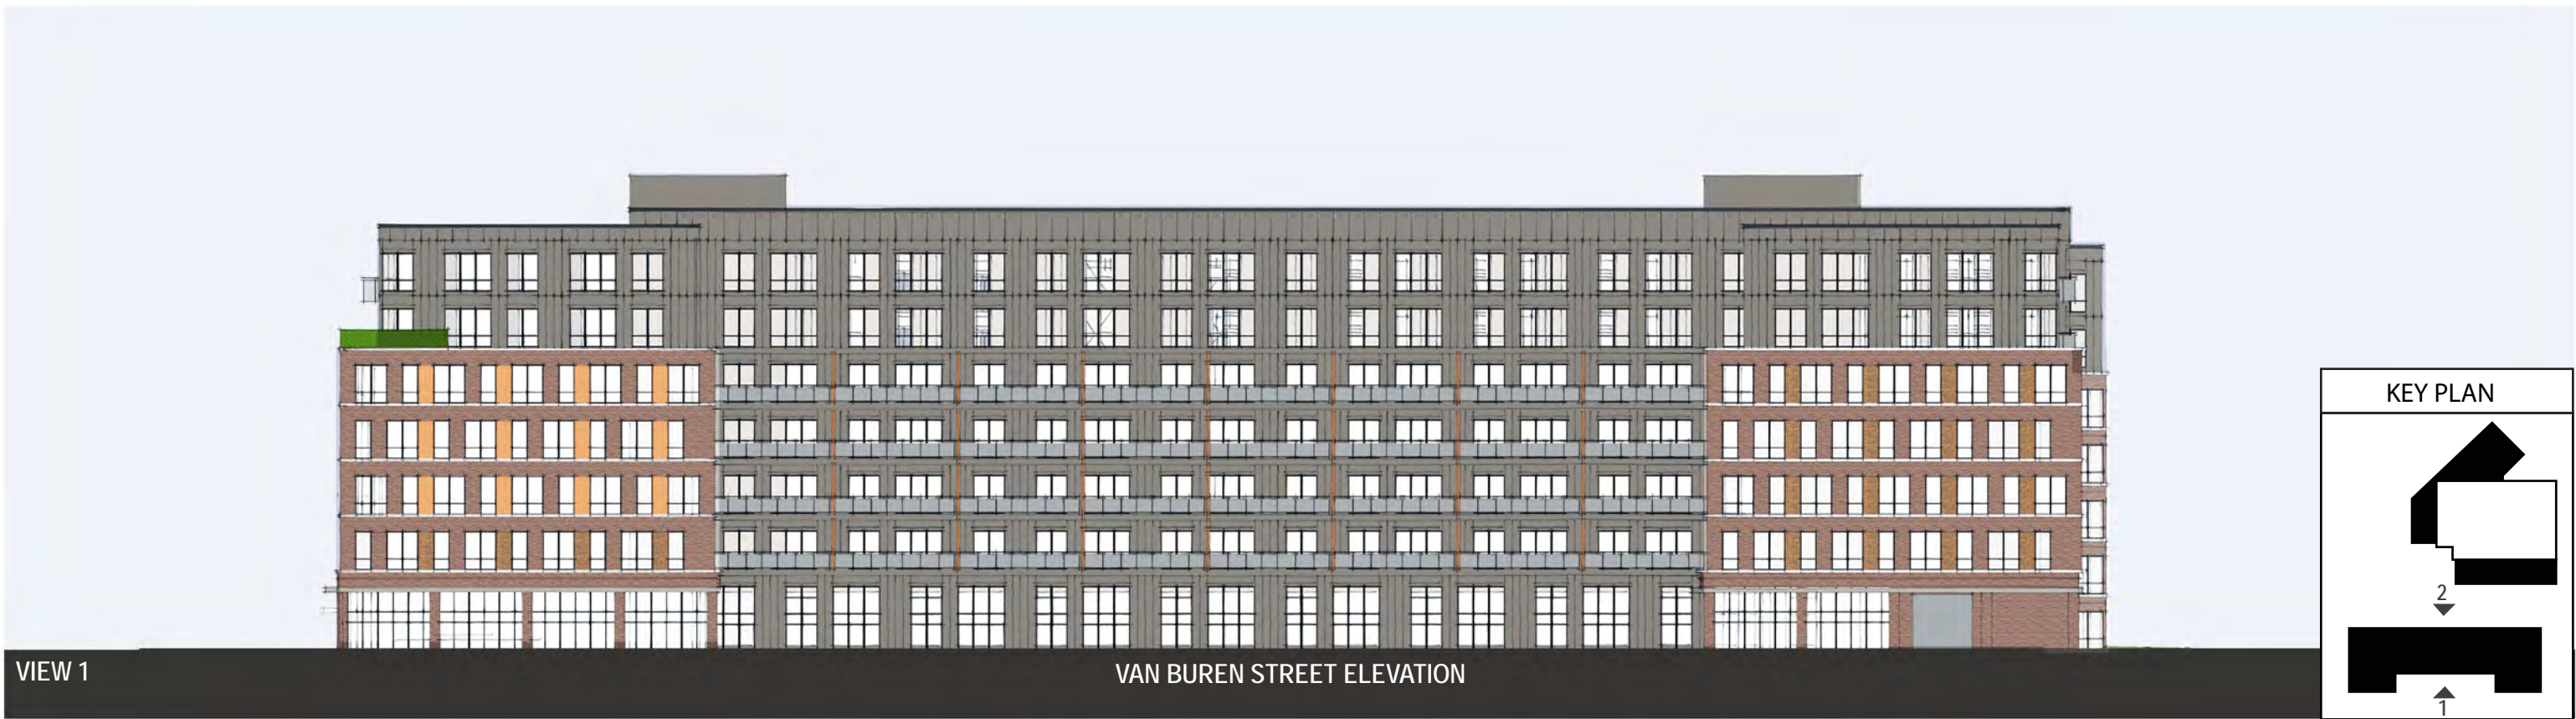 KEY PLAN
2
1
VIEW 1
VAN BUREN STREET ELEVATION